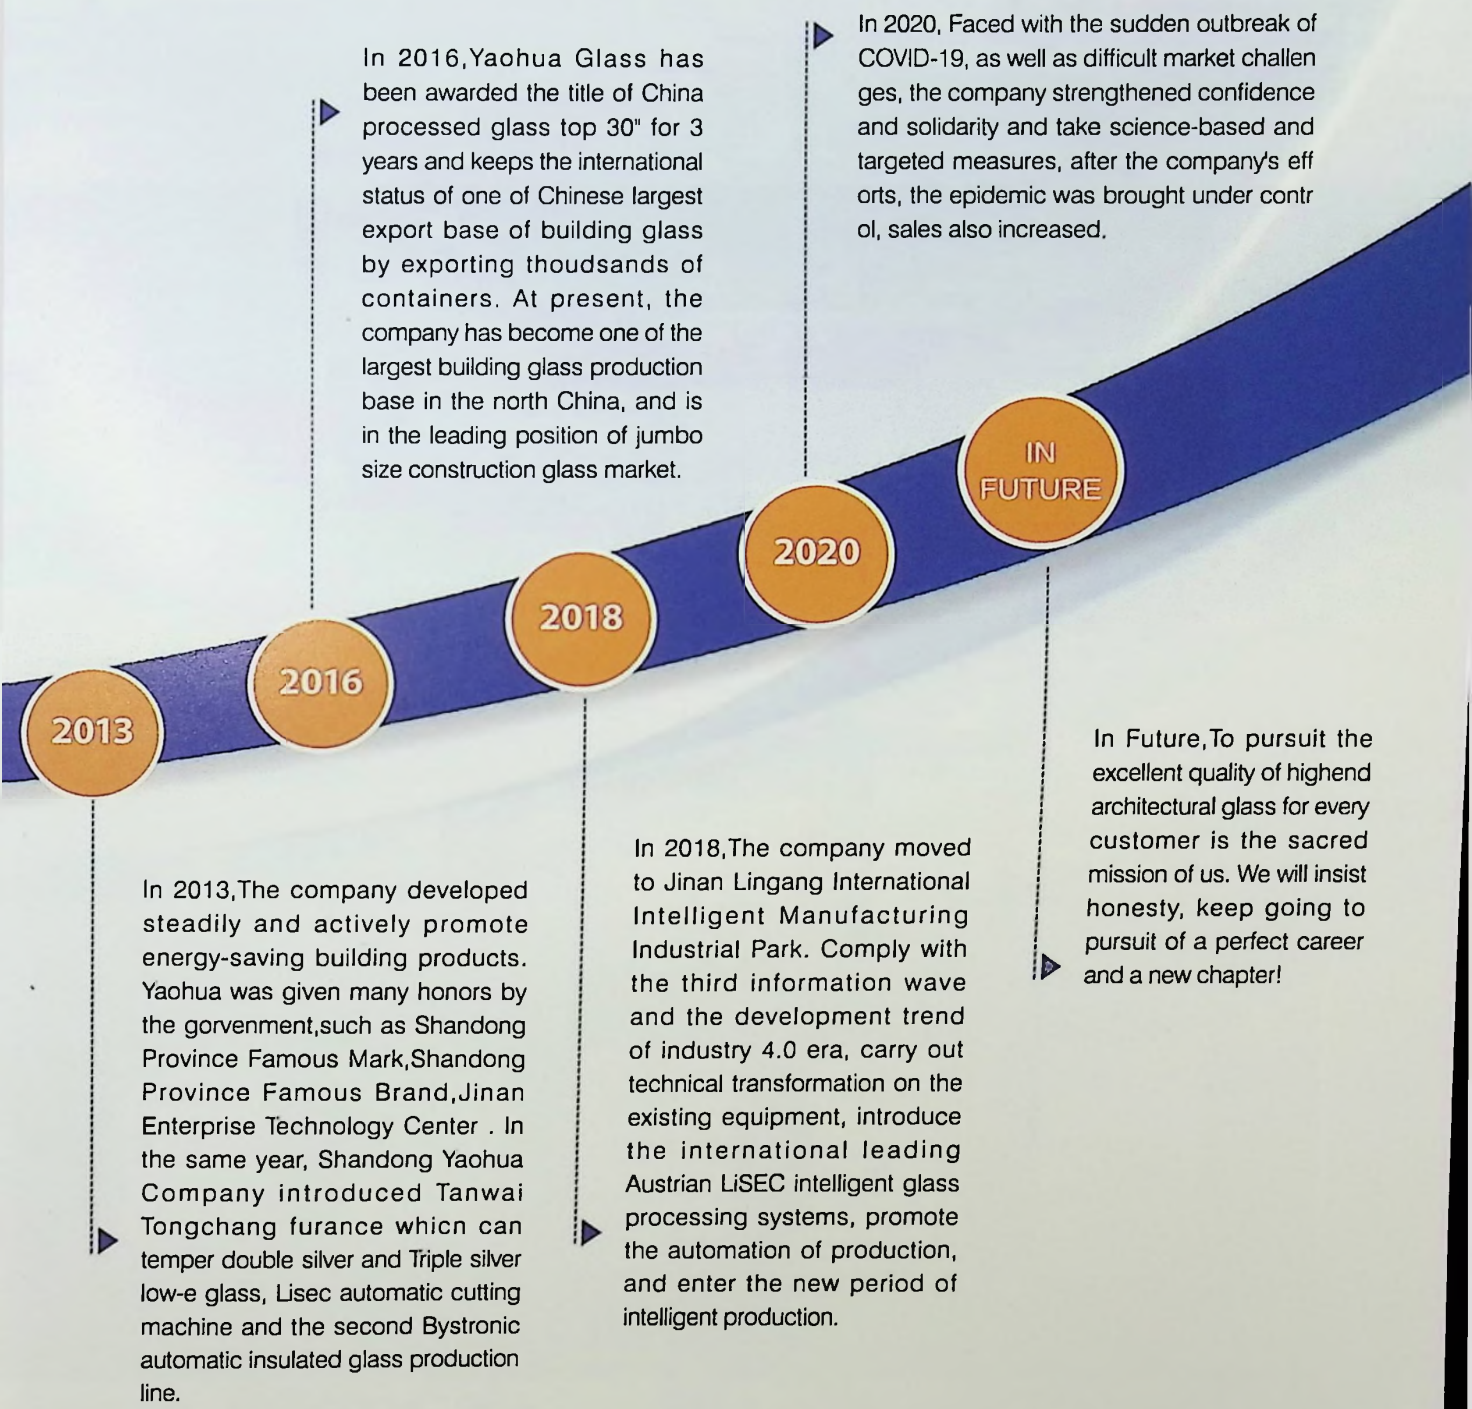 In 2016,Yaohua Glass has
been awarded the title of China
processed glass top 30" for 3
years and keeps the international
status of one of Chinese largest
export base of building glass
by exporting thoudsands of
containers. At present, the
company has become one of the
largest building glass production
base in the north China, and is
in the leading position of jumbo
size construction glass market.
In 2020, Faced with the sudden outbreak of
COVID-19, as well as difficult market challen
ges, the company strengthened confidence
and solidarity and take science-based and
targeted measures, after the company's eff
orts, the epidemic was brought under contr
ol, sales also increased.
2013
2016
2018
2020
IN
FUTURE
In 2013,The company developed
steadily and actively promote
energy-saving building products.
Yaohua was given many honors by
the gorvenment,such as Shandong
Province Famous Mark,Shandong
Province Famous Brand,Jinan
Enterprise Technology Center . In
the same year, Shandong Yaohua
Company introduced Tanwai
Tongchang furance whicn can
temper double silver and Triple silver
low-e glass, Lisec automatic cutting
machine and the second Bystronic
automatic insulated glass production
line.
In 2018,The company moved
to Jinan Lingang International
Intelligent Manufacturing
Industrial Park. Comply with
the third information wave
and the development trend
of industry 4.0 era, carry out
technical transformation on the
existing equipment, introduce
the international leading
Austrian LiSEC intelligent glass
processing systems, promote
the automation of production,
and enter the new period of
intelligent production.
In Future,To pursuit the
excellent quality of highend
architectural glass for every
customer is the sacred
mission of us. We will insist
honesty, keep going to
pursuit of a perfect career
and a new chapter!